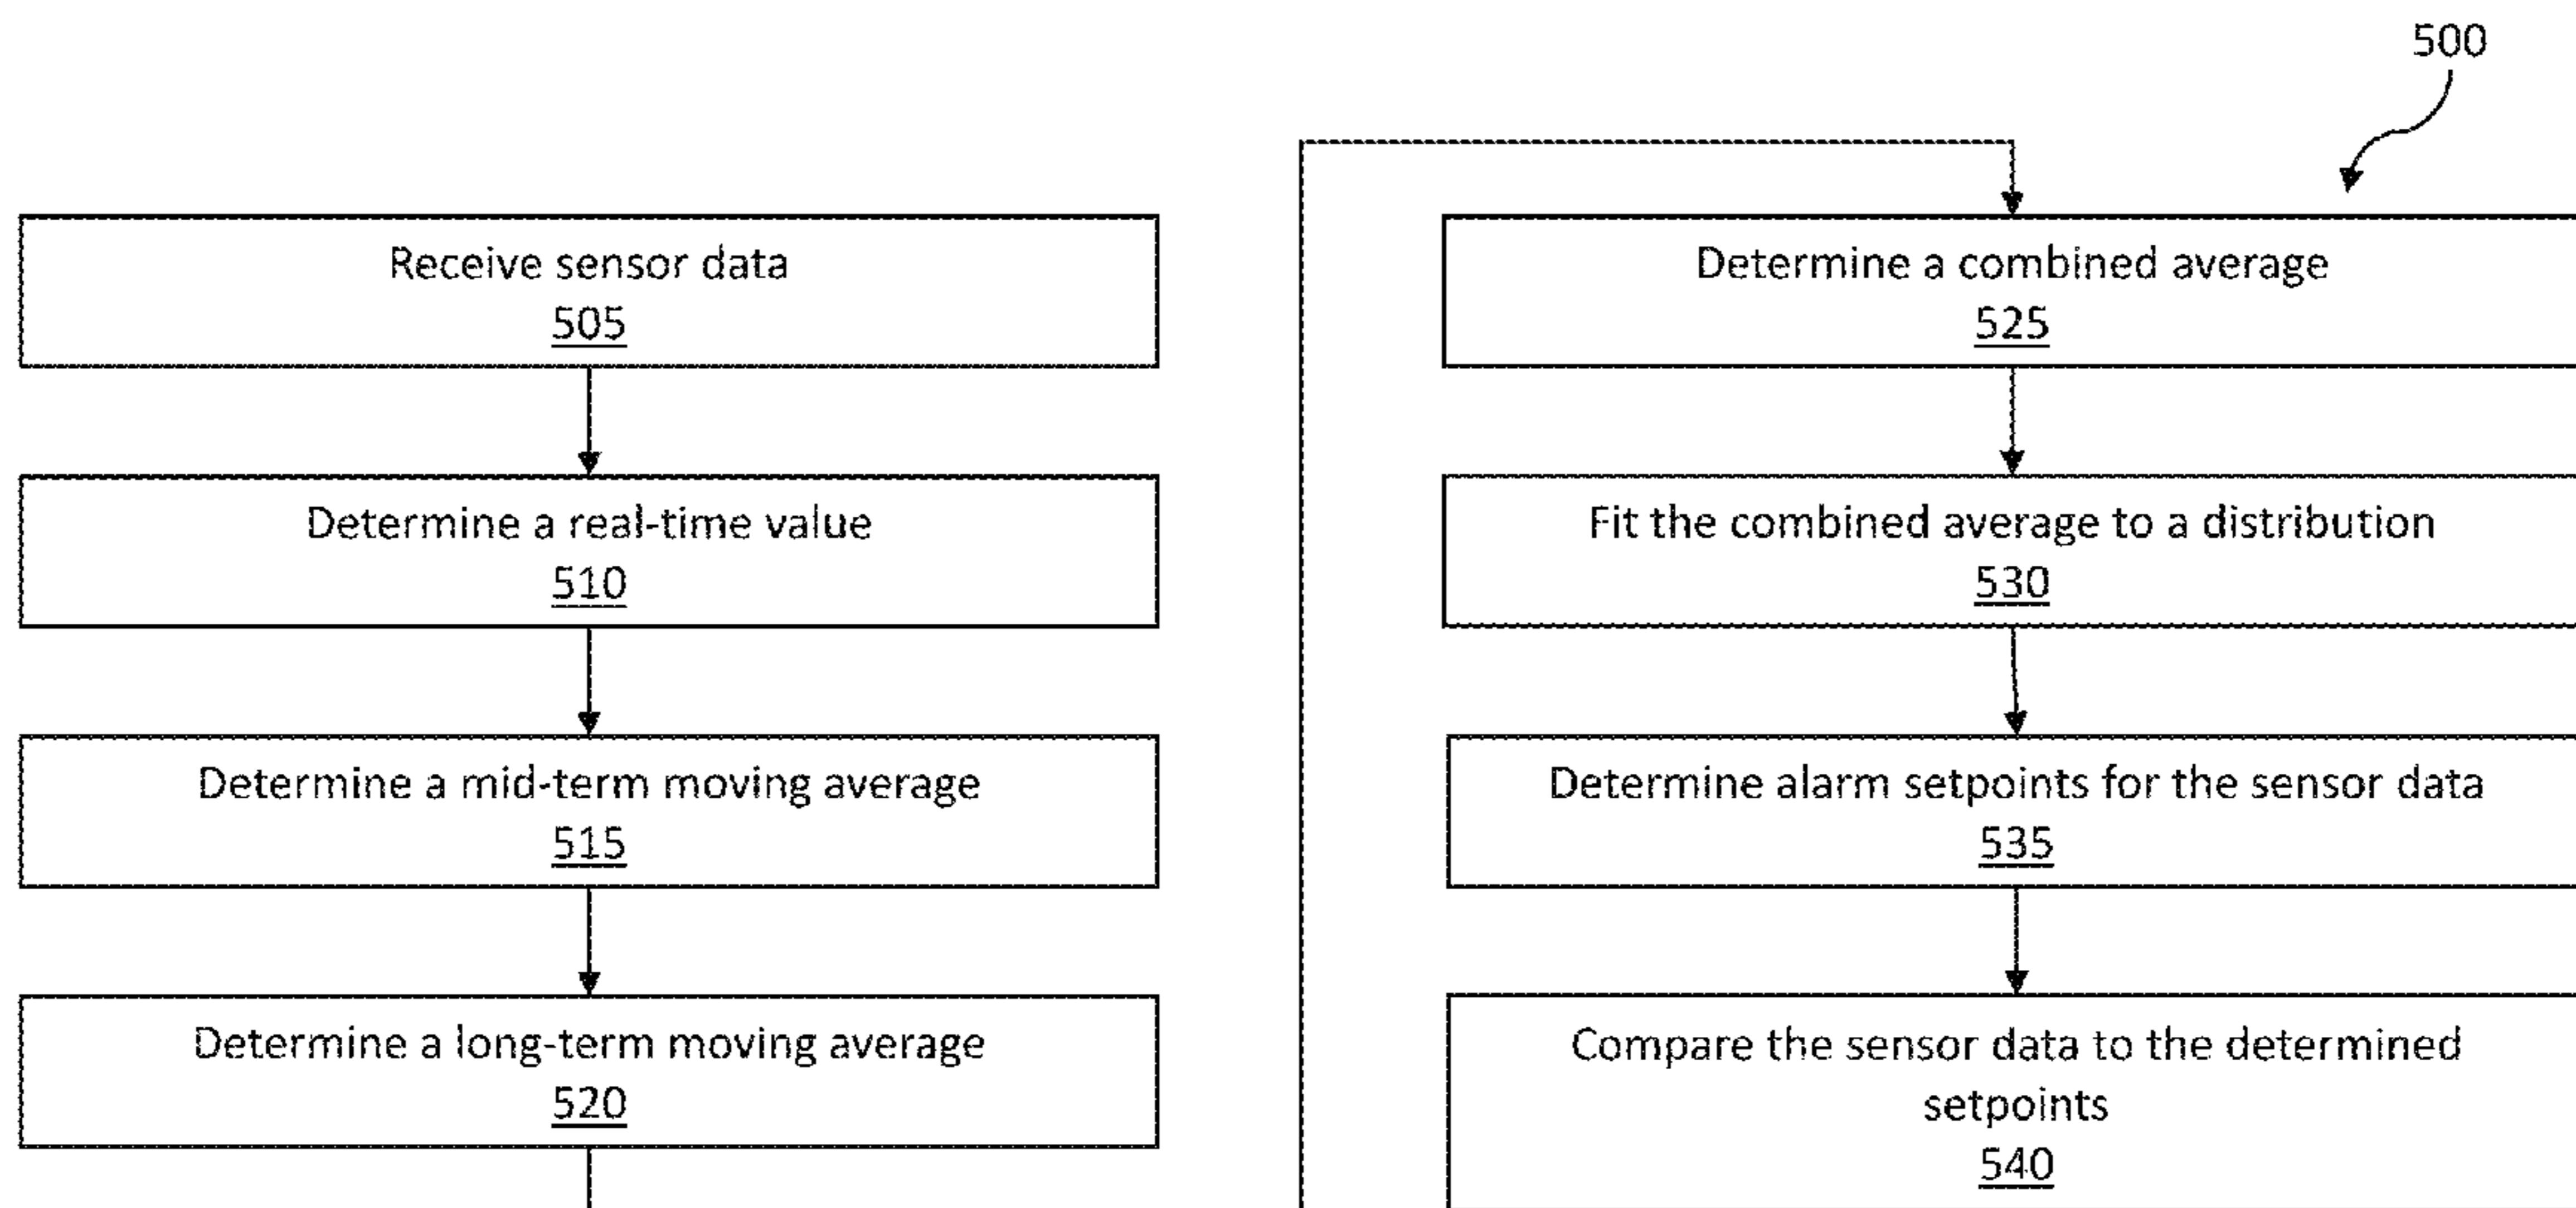 500
Receive sensor data
505
Determine a real-time value
510
Determine a mid-term moving average
515
Determine a long-term moving average
520
Determine a combined average
525
Fit the combined average to a distribution
530
Determine alarm setpoints for the sensor data
535
Compare the sensor data to the determined
setpoints
540